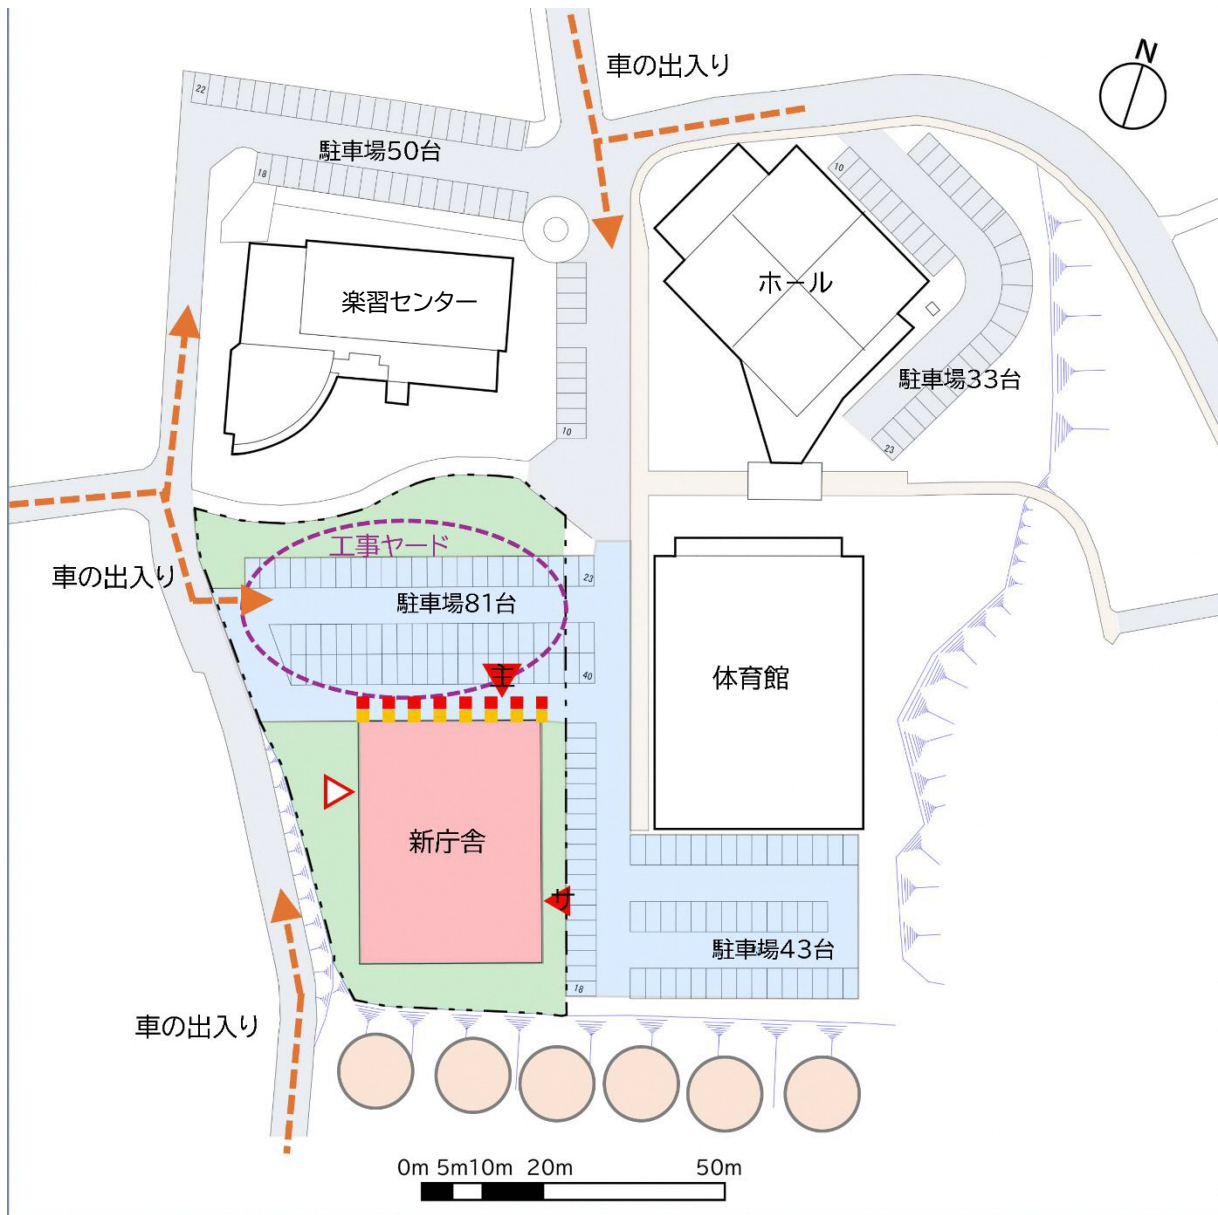 N
車の出入り
22
駐車場50台
18
10
ホール
楽習センター
駐車場33台
10
23
工事ヤード
23
車の出入り
駐車場81台
主
40
体育館
新庁舎
サ
駐車場43台
18
車の出入り
0m 5m10m 20m 50m